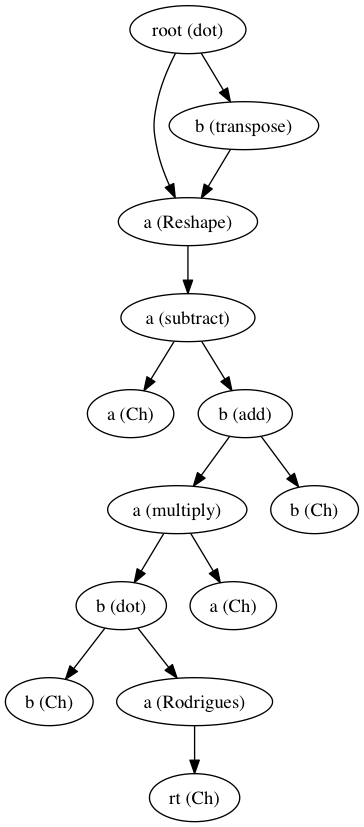 root (dot)
b (transpose)
a (Reshape)
a (subtract)
a (Ch)
b (add)
a (multiply)
b (Ch)
b (dot)
a (Ch)
b (Ch)
a (Rodrigues)
rt (Ch)